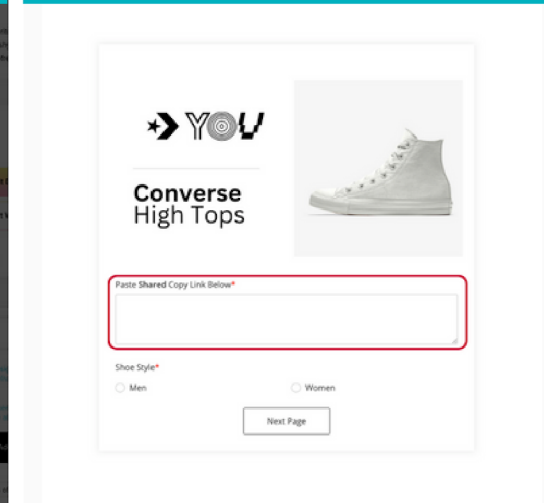 YOU
Converse
High Tops
Paste Shared Copy Link Below*
Shoe Style*
Men
Women
Next Page